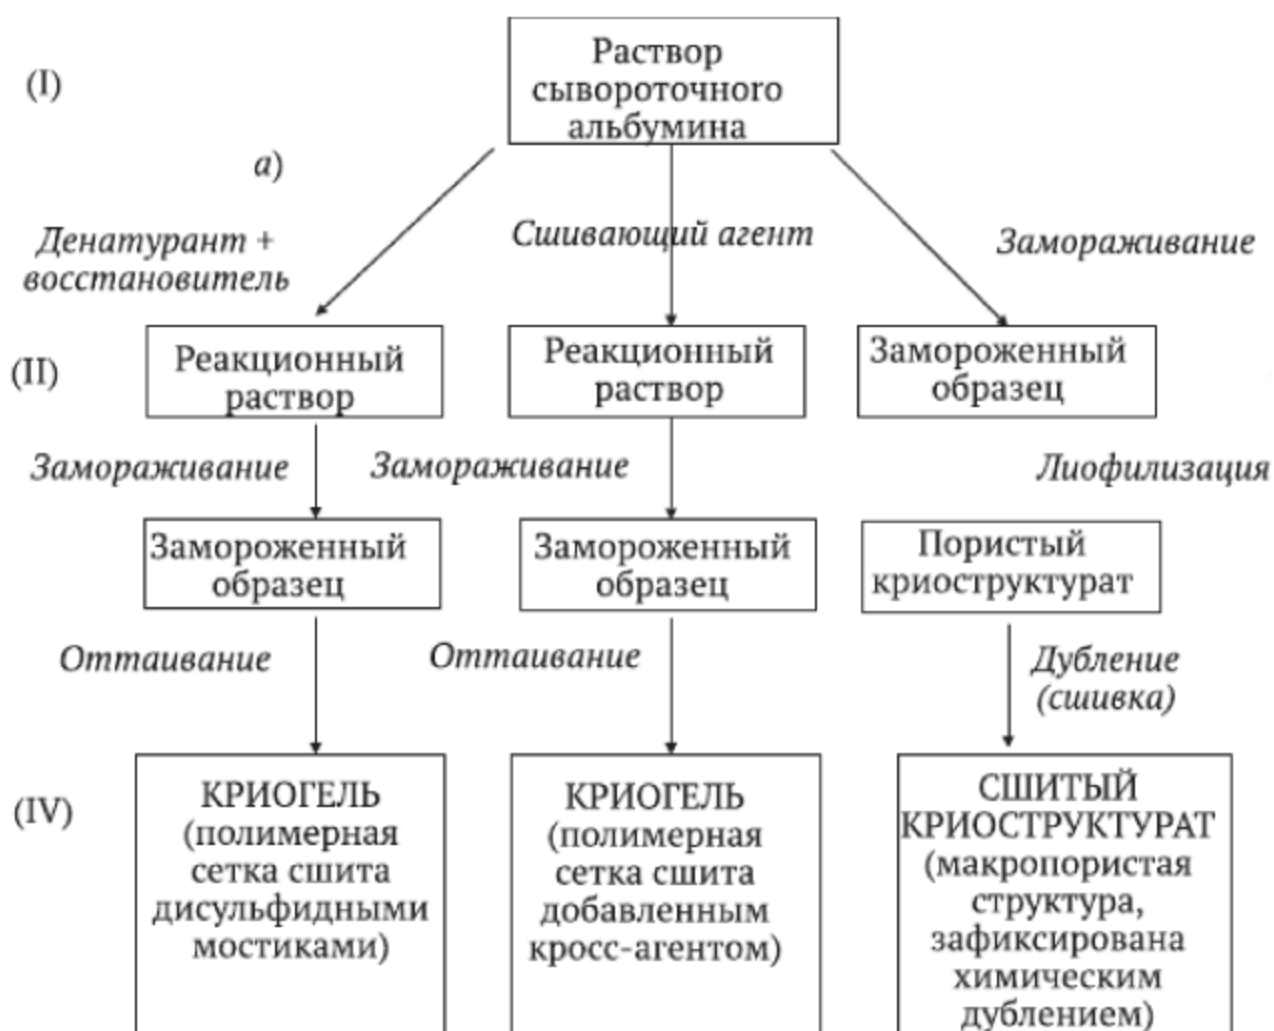 (I)
Раствор
сывороточного
альбумина
а)
Денатурант +
восстановитель
Сшивающий агент
Замораживание
(II)
Реакционный
раствор
Реакционный
раствор
Замороженный
образец
Замораживание
Замораживание
Лиофилизация
Замороженный
образец
Замороженный
образец
Пористый
криоструктурат
Оттаивание
Оттаивание
Дубление
(сшивка)
(IV)
КРИОГЕЛЬ
(полимерная
сетка сшита
дисульфидными
мостиками)
КРИОГЕЛЬ
(полимерная
сетка сшита
добавленным
кросс-агентом)
СШИТЫЙ
КРИОСТРУКТУРАТ
(макропористая
структура,
зафиксирована
химическим
дублением)